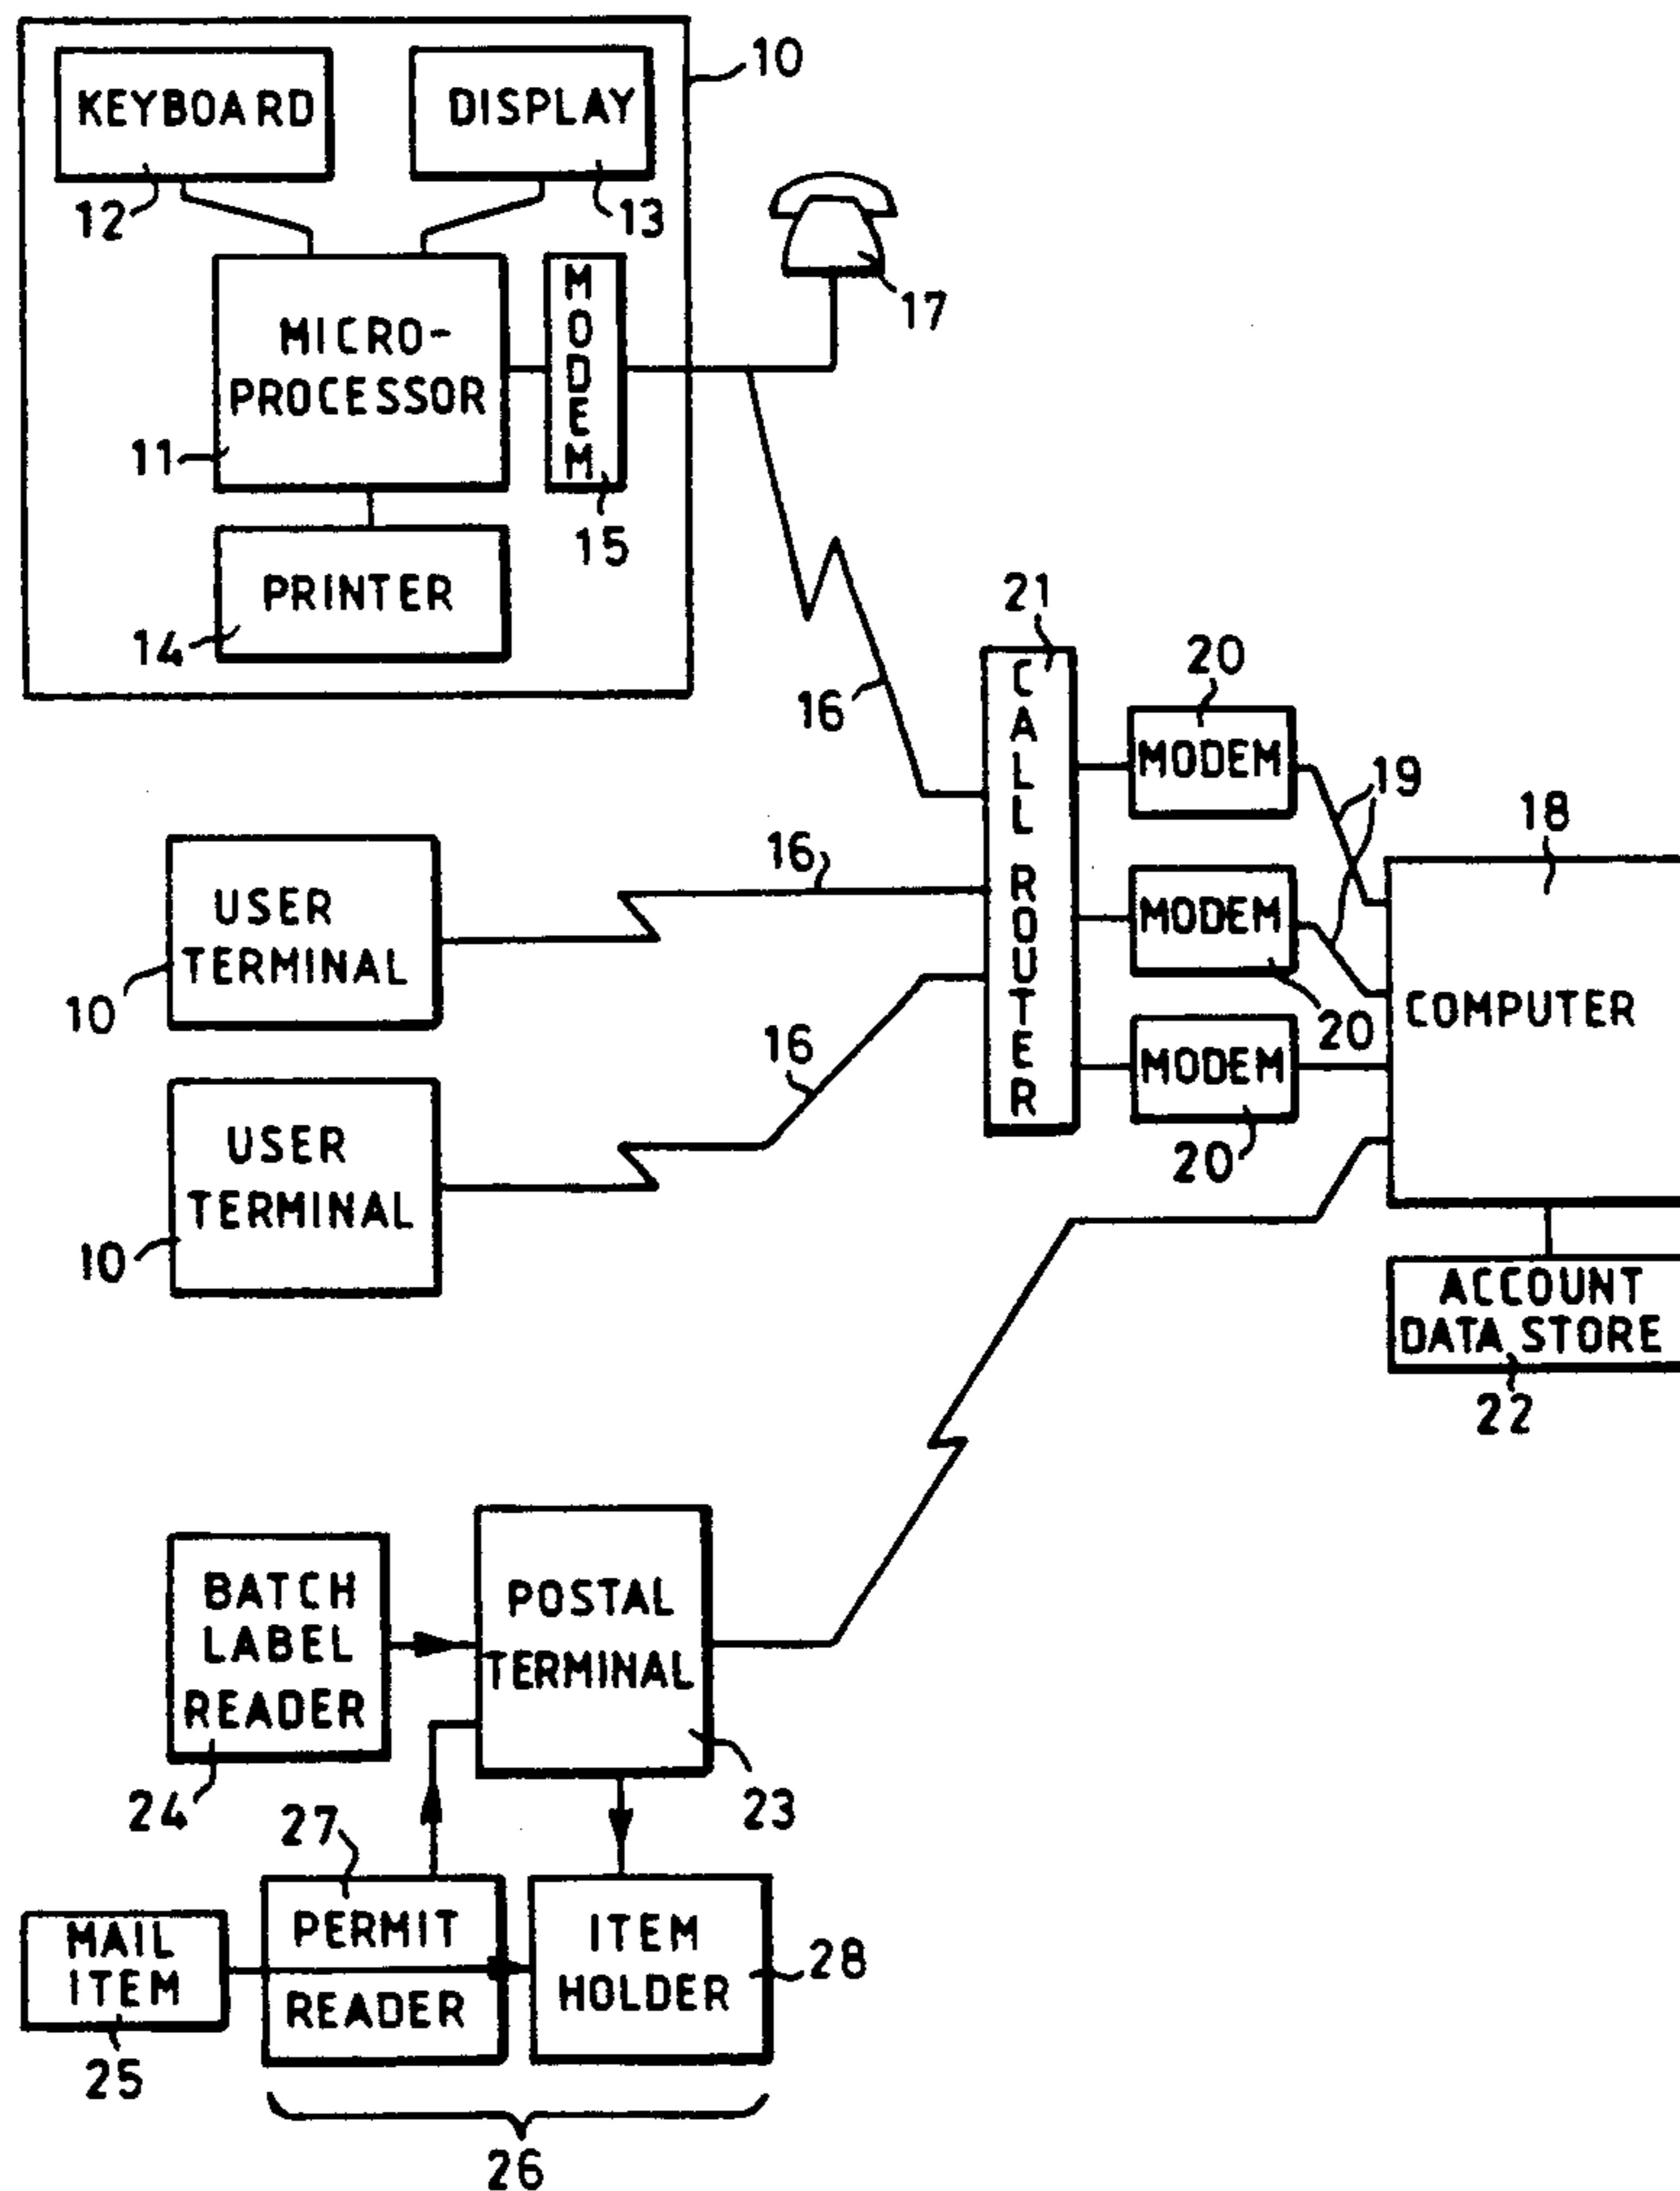 KEYBOARD
DISPLAY
10
12
13
MICRO-
PROCESSOR
MODEM
17
11
15
PRINTER
14
21
20
16
CALL ROUTER
MODEM
19
18
16
USER
TERMINAL
MODEM
10
20
COMPUTER
16
MODEM
USER
TERMINAL
20
10
ACCOUNT
DATA STORE
22
BATCH
LABEL
READER
POSTAL
TERMINAL
24
27
23
MAIL
ITEM
PERMIT
READER
ITEM
HOLDER
28
25
26